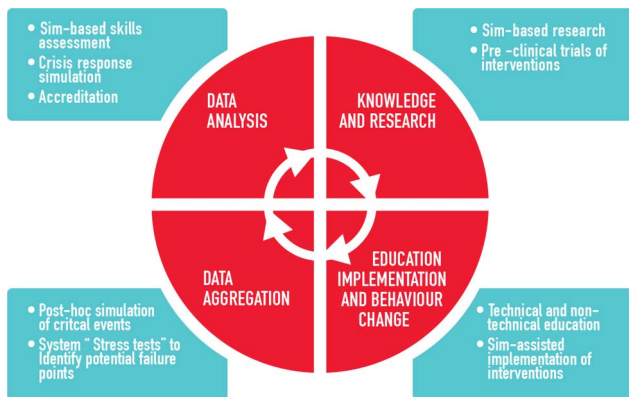 • Sim-based skills
assessment
• Crisis response
simulation
• Accreditation
• Sim-based research
• Pre -clinical trials of
interventions
DATA
ANALYSIS
KNOWLEDGE
AND RESEARCH
DATA
AGGREGATION
EDUCATION
IMPLEMENTATION
AND BEHAVIOUR
CHANGE
• Post-hoc simulation
of critcal events
• System “ Stress tests” to
Identify potential failure
points
• Technical and non-
technical education
• Sim-assisted
implementation of
interventions